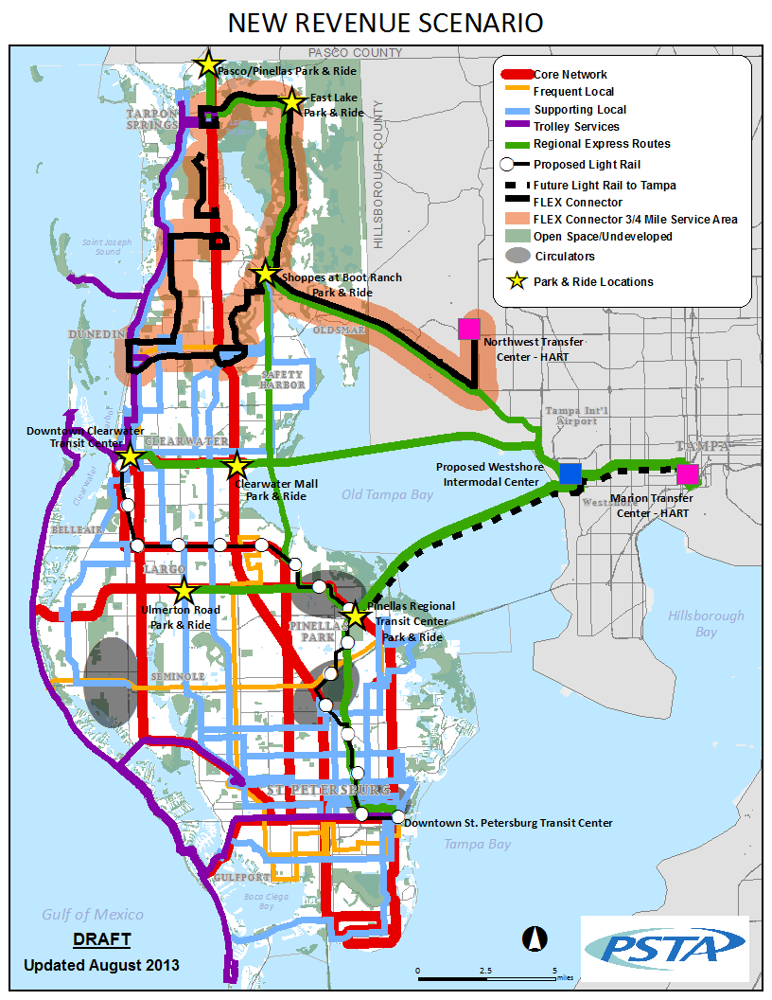 NEW REVENUE SCENARIO
PASCO COUNTY
Pasco/Pinellas Park & Ride
East Lake
Park & Ride
TARPON
SPRINGS
HILLSBOROUGH COUNTY
Core Network
Frequent Local
Supporting Local
Trolley Services
Regional Express Routes
Proposed Light Rail
Future Light Rail to Tampa
FLEX Connector
FLEX Connector 3/4 Mile Service Area
Open Space/Undeveloped
Circulators
Park & Ride Locations
Saint Joseph
Sound
Shoppes at Boot Ranch
Park & Ride
DUNEDIN
OLDSMAR
Northwest Transfer
Center - HART
SAFETY
HARBOR
Tampa Int'l
Airport
Downtown Clearwater
Transit Center
CLEARWATER
TAMPA
Clearwater
Harbor
Clearwater Mall
Park & Ride
Proposed Westshore
Intermodal Center
Old Tampa Bay
Westshore
Marion Transfer
Center - HART
BELLEAIR
LARGO
Ulmerton Road
Park & Ride
Pinellas Regional
Transit Center
Park & Ride
PINELLAS
PARK
Hillsborough
Bay
SEMINOLE
ST PETERSBURG
Downtown St. Petersburg Transit Center
Tampa Bay
GULFPORT
Boca Ciega
Bay
Gulf of Mexico
DRAFT
Updated August 2013
0 2.5 5
miles
PSTA